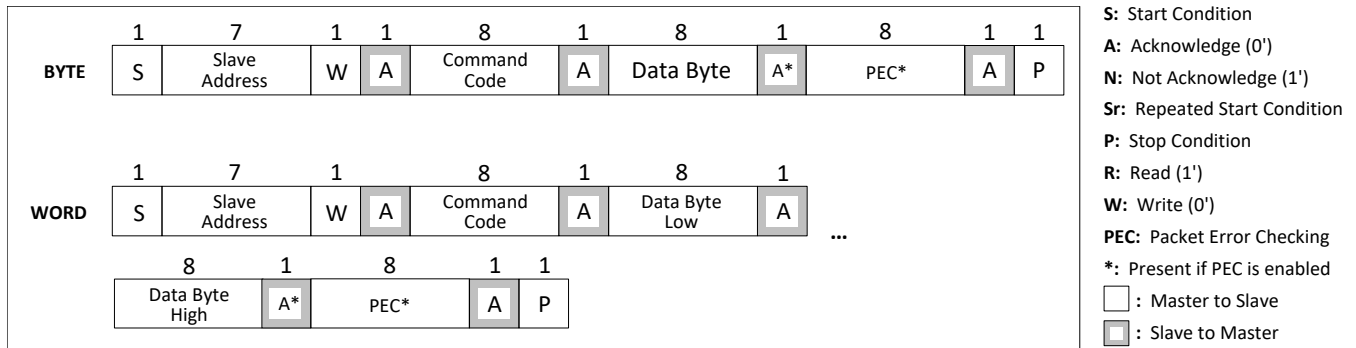 1 7 1 1 8 1 8 1 8 1 1
BYTE S Slave Address W A Command Code A Data Byte A* PEC* A P
1 7 1 8 1 8 1
WORD S Slave Address W A Command Code A Data Byte Low A ...
8 1 8 1 1
Data Byte High A* PEC* A P
S: Start Condition
A: Acknowledge (0')
N: Not Acknowledge (1')
Sr: Repeated Start Condition
P: Stop Condition
R: Read (1')
W: Write (0')
PEC: Packet Error Checking
*: Present if PEC is enabled
: Master to Slave
: Slave to Master